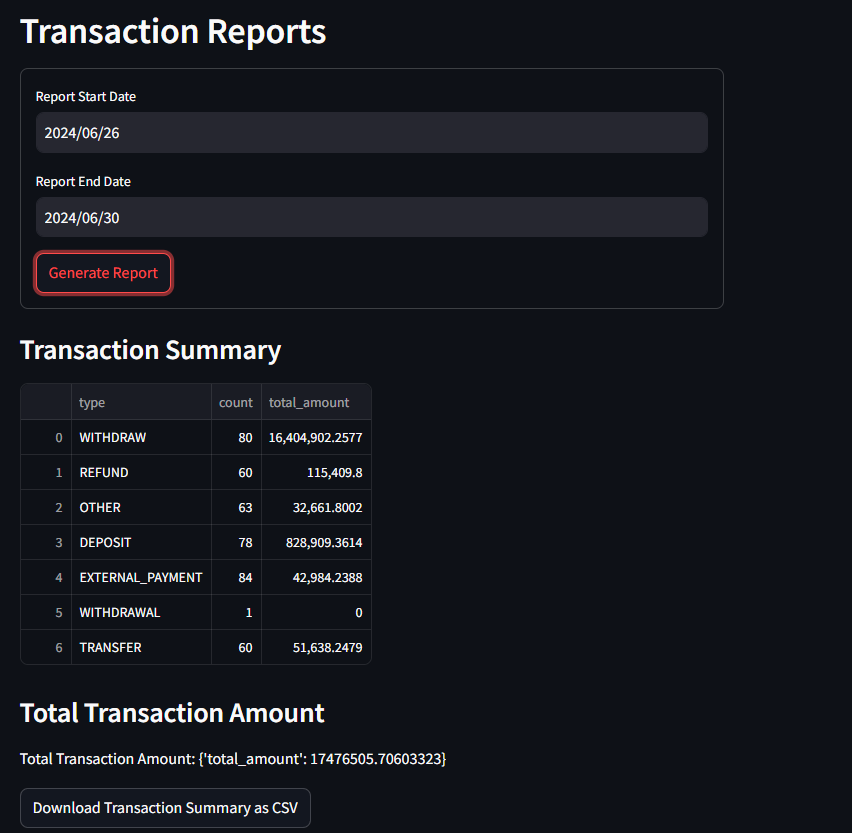 Transaction Reports
Report Start Date
2024/06/26
Report End Date
2024/06/30
Generate Report
Transaction Summary
type count total_amount
0 WITHDRAW 80 16,404,902.2577
1 REFUND 60 115,409.8
2 OTHER 63 32,661.8002
3 DEPOSIT 78 828,909.3614
4 EXTERNAL_PAYMENT 84 42,984.2388
5 WITHDRAWAL 1 0
6 TRANSFER 60 51,638.2479
Total Transaction Amount
Total Transaction Amount: {'total_amount': 17476505.70603323}
Download Transaction Summary as CSV